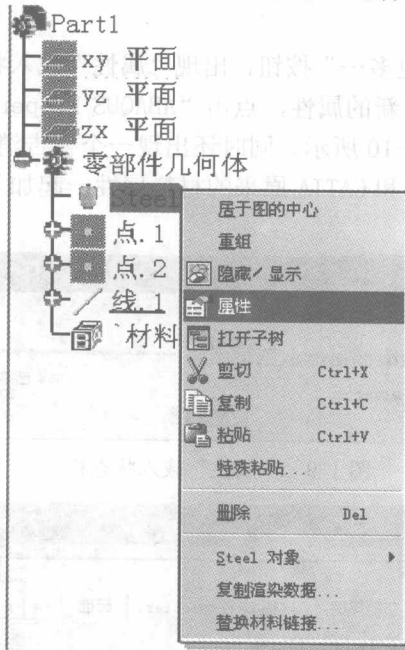 Part1
xy 平面
yz 平面
zx 平面
零部件几何体
Steel
点.1
点.2
线.1
材料
居于图的中心
重组
隐藏/显示
属性
打开子树
剪切 Ctrl+X
复制 Ctrl+C
粘贴 Ctrl+V
特殊粘贴...
删除 Del
Steel 对象
复制渲染数据...
替换材料链接...